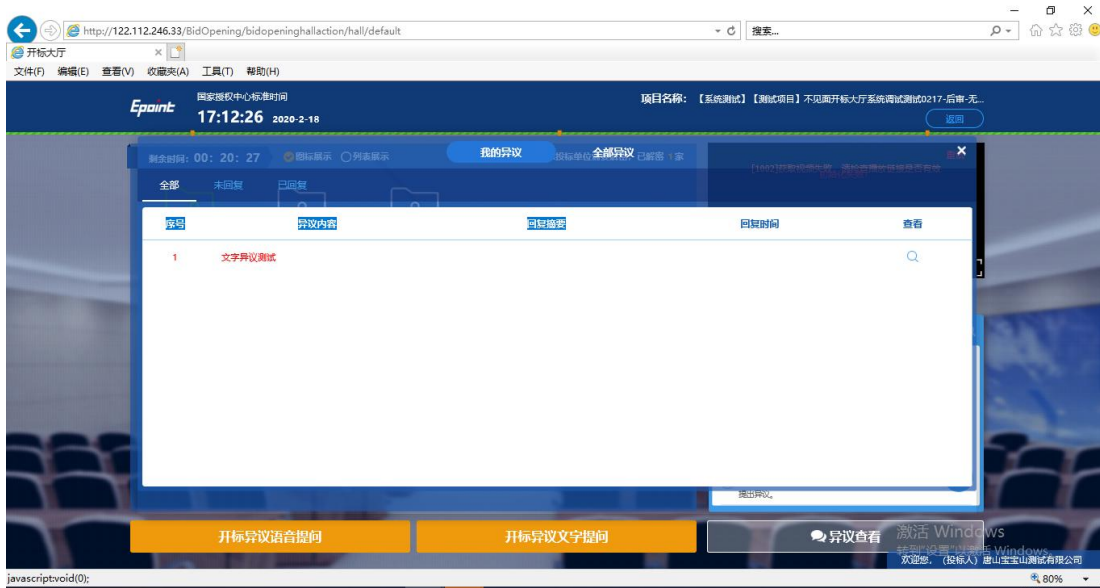 http://122.112.246.33/BidOpening/bidopeninghallaction/hall/default
搜索...
开标大厅
文件(F) 编辑(E) 查看(V) 收藏夹(A) 工具(T) 帮助(H)
Epoint
国家授权中心标准时间
17:12:26 2020-2-18
项目名称: 【系统测试】【测试项目】不见面开标大厅系统调试测试0217-后审-无...
返回
剩余时间: 00: 20: 27 图标展示 列表展示
我的异议
全部异议
投标单位
已解密 1 家
全部 未回复 已回复
序号 异议内容 回复摘要 回复时间 查看
1 文字异议测试
提出异议。
开标异议语音提问 开标异议文字提问 异议查看
激活 Windows
转到"设置"以激活 Windows。
欢迎您, (投标人) 唐山宝宝山测试有限公司
javascript:void(0);
80%